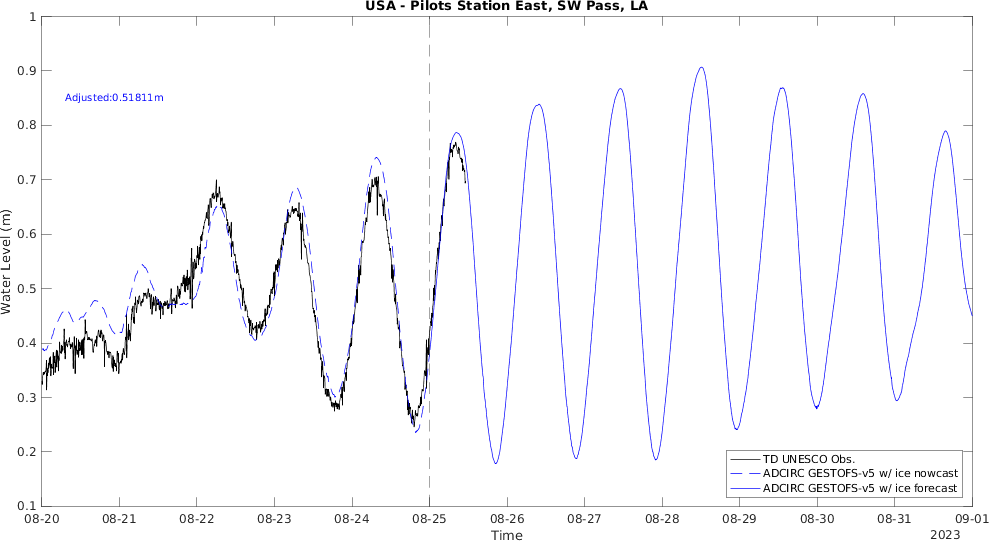 USA - Pilots Station East, SW Pass, LA
Water Level (m)
1
0.9
0.8
0.7
0.6
0.5
0.4
0.3
0.2
0.1
Adjusted:0.51811m
TD UNESCO Obs.
ADCIRC GESTOFS-v5 w/ ice nowcast
ADCIRC GESTOFS-v5 w/ ice forecast
08-20 08-21 08-22 08-23 08-24 08-25 08-26 08-27 08-28 08-29 08-30 08-31 09-01
Time
2023